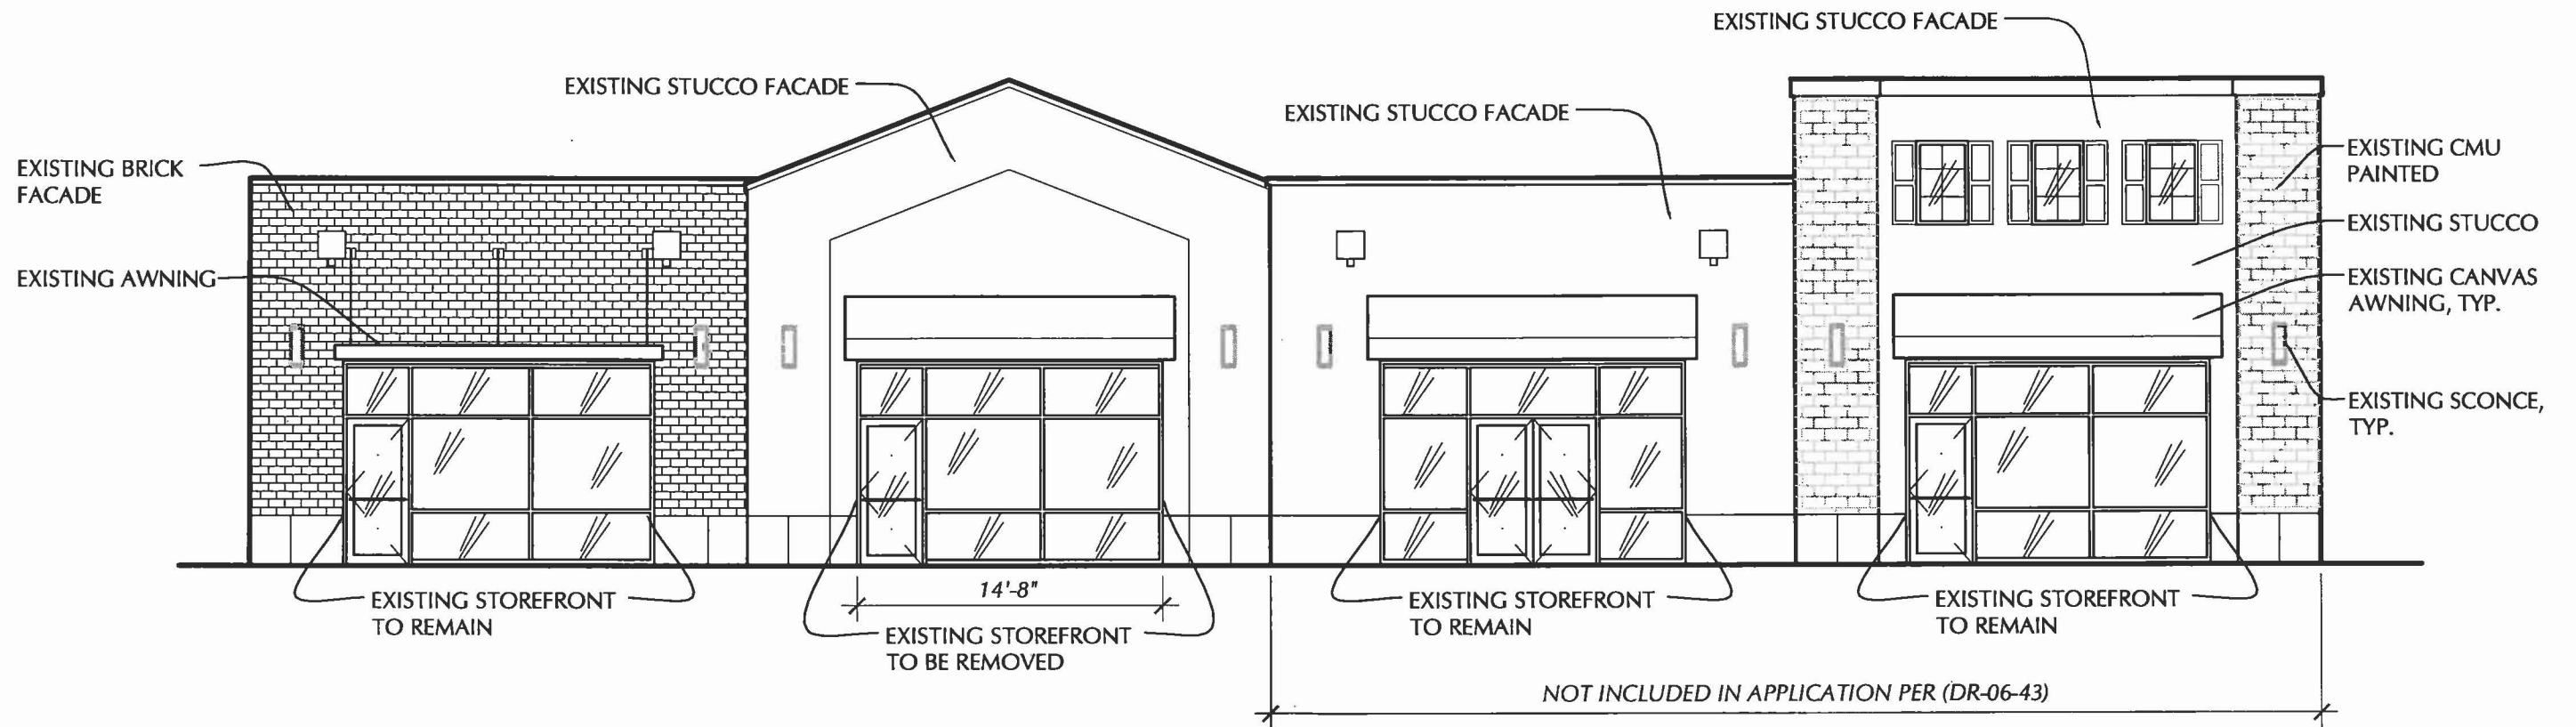 EXISTING STUCCO FACADE
EXISTING STUCCO FACADE
EXISTING STUCCO FACADE
EXISTING BRICK
FACADE
EXISTING CMU
PAINTED
EXISTING STUCCO
EXISTING AWNING
EXISTING CANVAS
AWNING, TYP.
EXISTING SCONCE,
TYP.
14'-8"
EXISTING STOREFRONT
TO REMAIN
EXISTING STOREFRONT
TO BE REMOVED
EXISTING STOREFRONT
TO REMAIN
EXISTING STOREFRONT
TO REMAIN
NOT INCLUDED IN APPLICATION PER (DR-06-43)